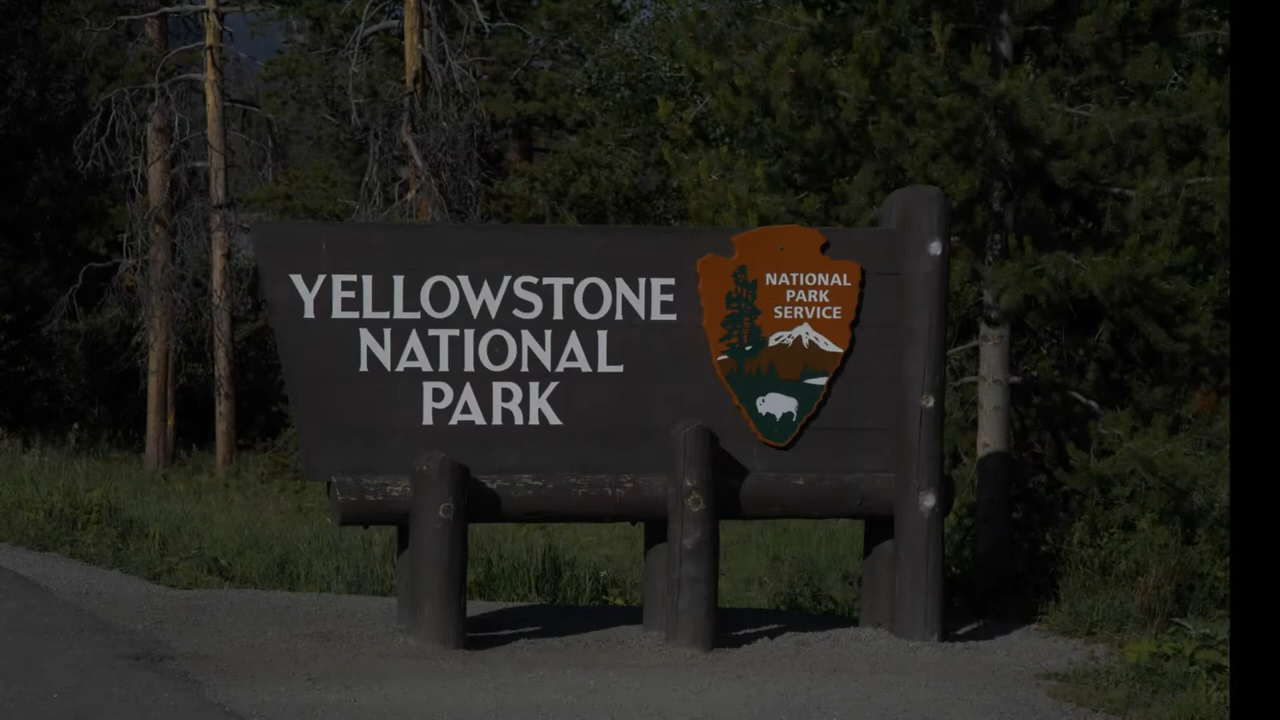 YELLOWSTONE
NATIONAL
PARK
NATIONAL
PARK
SERVICE